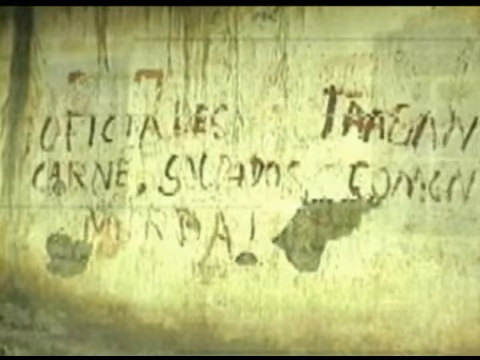 ¡OFICIALES TRAGAN
CARNE, SOLDADOS COMEN
MIERDA!